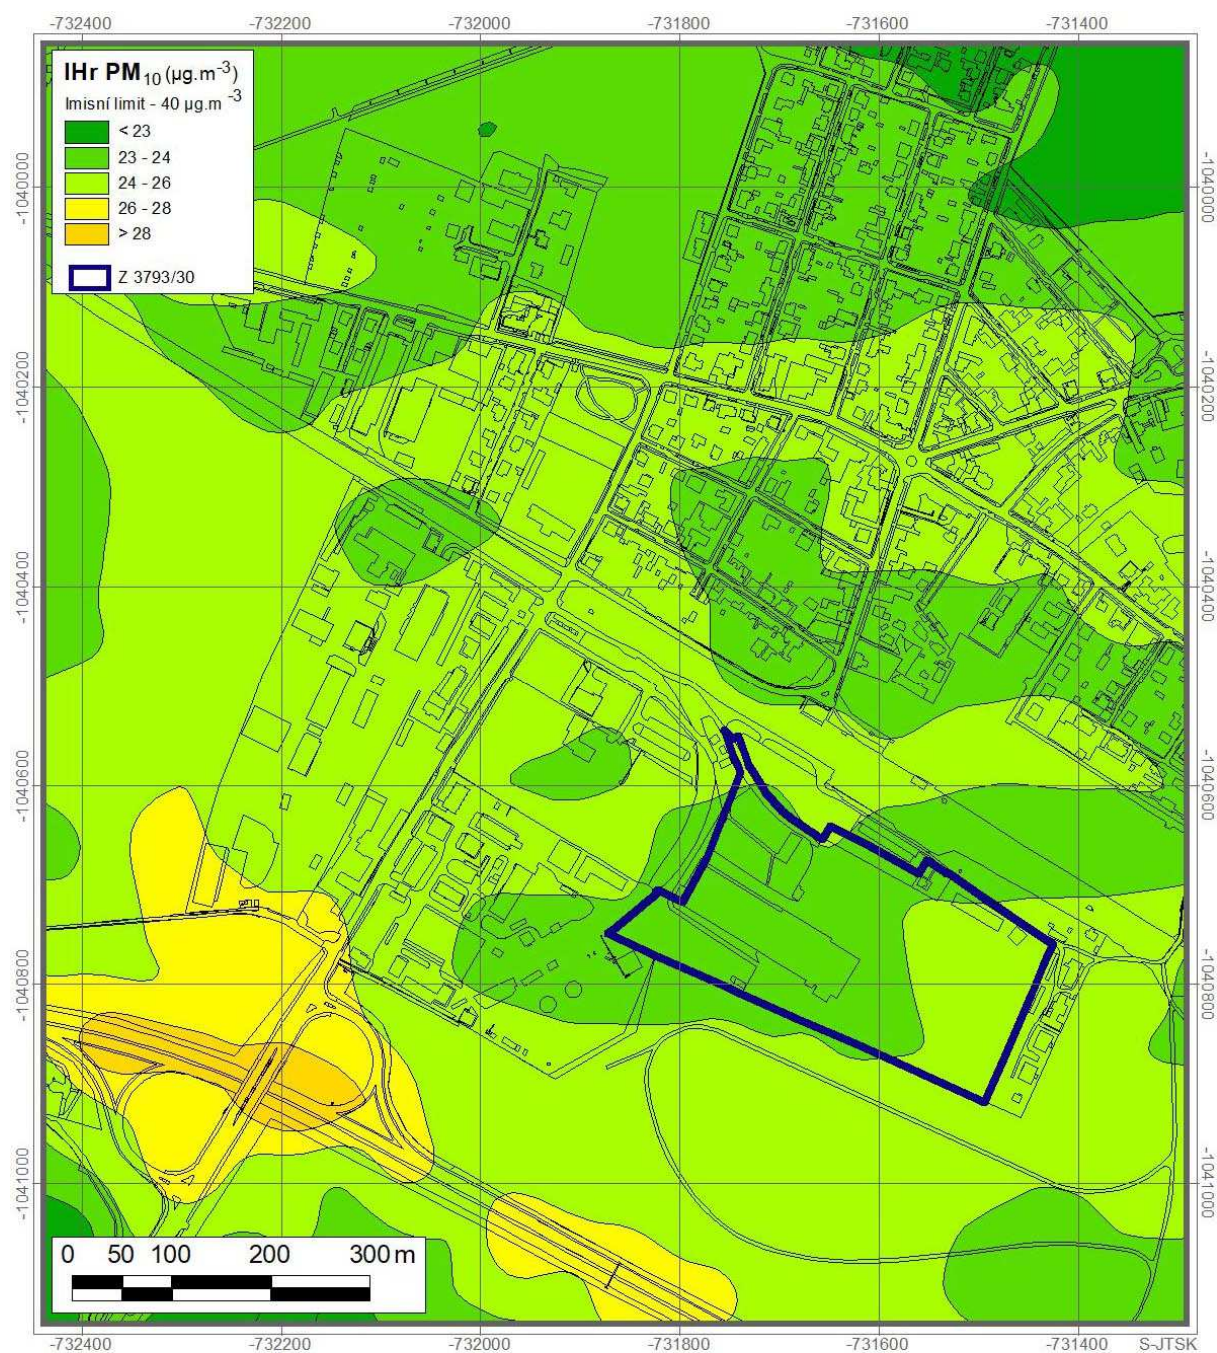 -732400 -732200 -732000 -731800 -731600 -731400
IHr PM10 (µg.m-3)
Imisní limit - 40 µg.m -3
< 23
23 - 24
24 - 26
26 - 28
> 28
Z 3793/30
-1040000
-1040200
-1040400
-1040600
-1040800
-1041000
-1040000
-1040200
-1040400
-1040600
-1040800
-1041000
0 50 100 200 300 m
-732400 -732200 -732000 -731800 -731600 -731400 S-JTSK